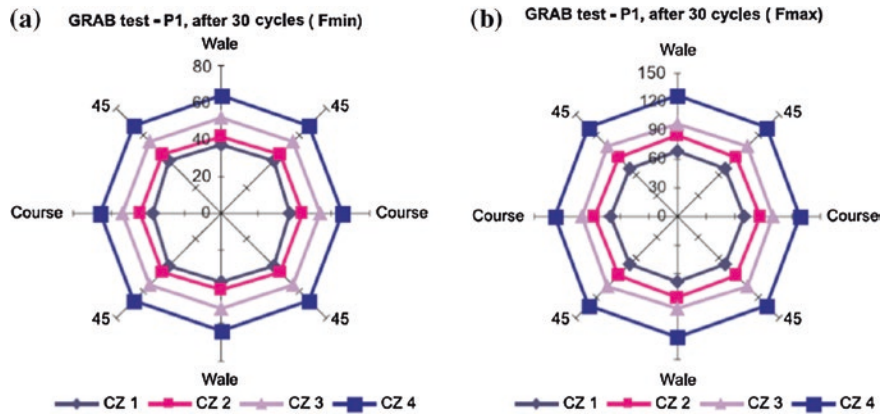 (a) GRAB test - P1, after 30 cycles ( Fmin)
Wale
80
60
40
20
0
45
45
Course
Course
45
45
Wale
CZ 1 CZ 2 CZ 3 CZ 4
(b) GRAB test - P1, after 30 cycles ( Fmax)
Wale
150
120
90
60
30
0
45
45
Course
Course
45
45
Wale
CZ 1 CZ 2 CZ 3 CZ 4